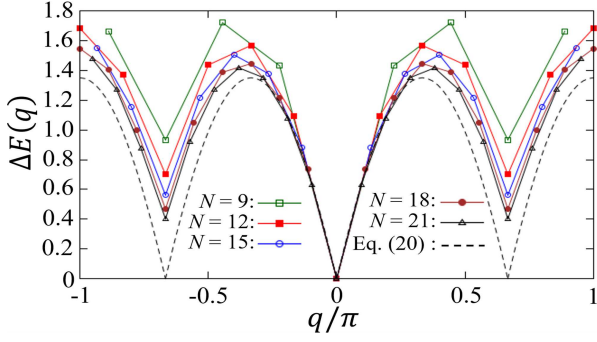 1.8
1.6
1.4
1.2
1.0
0.8
0.6
0.4
0.2
0
ΔE(q)
N = 9:
N = 12:
N = 15:
N = 18:
N = 21:
Eq. (20) :
-1 -0.5 0 0.5 1
q/π